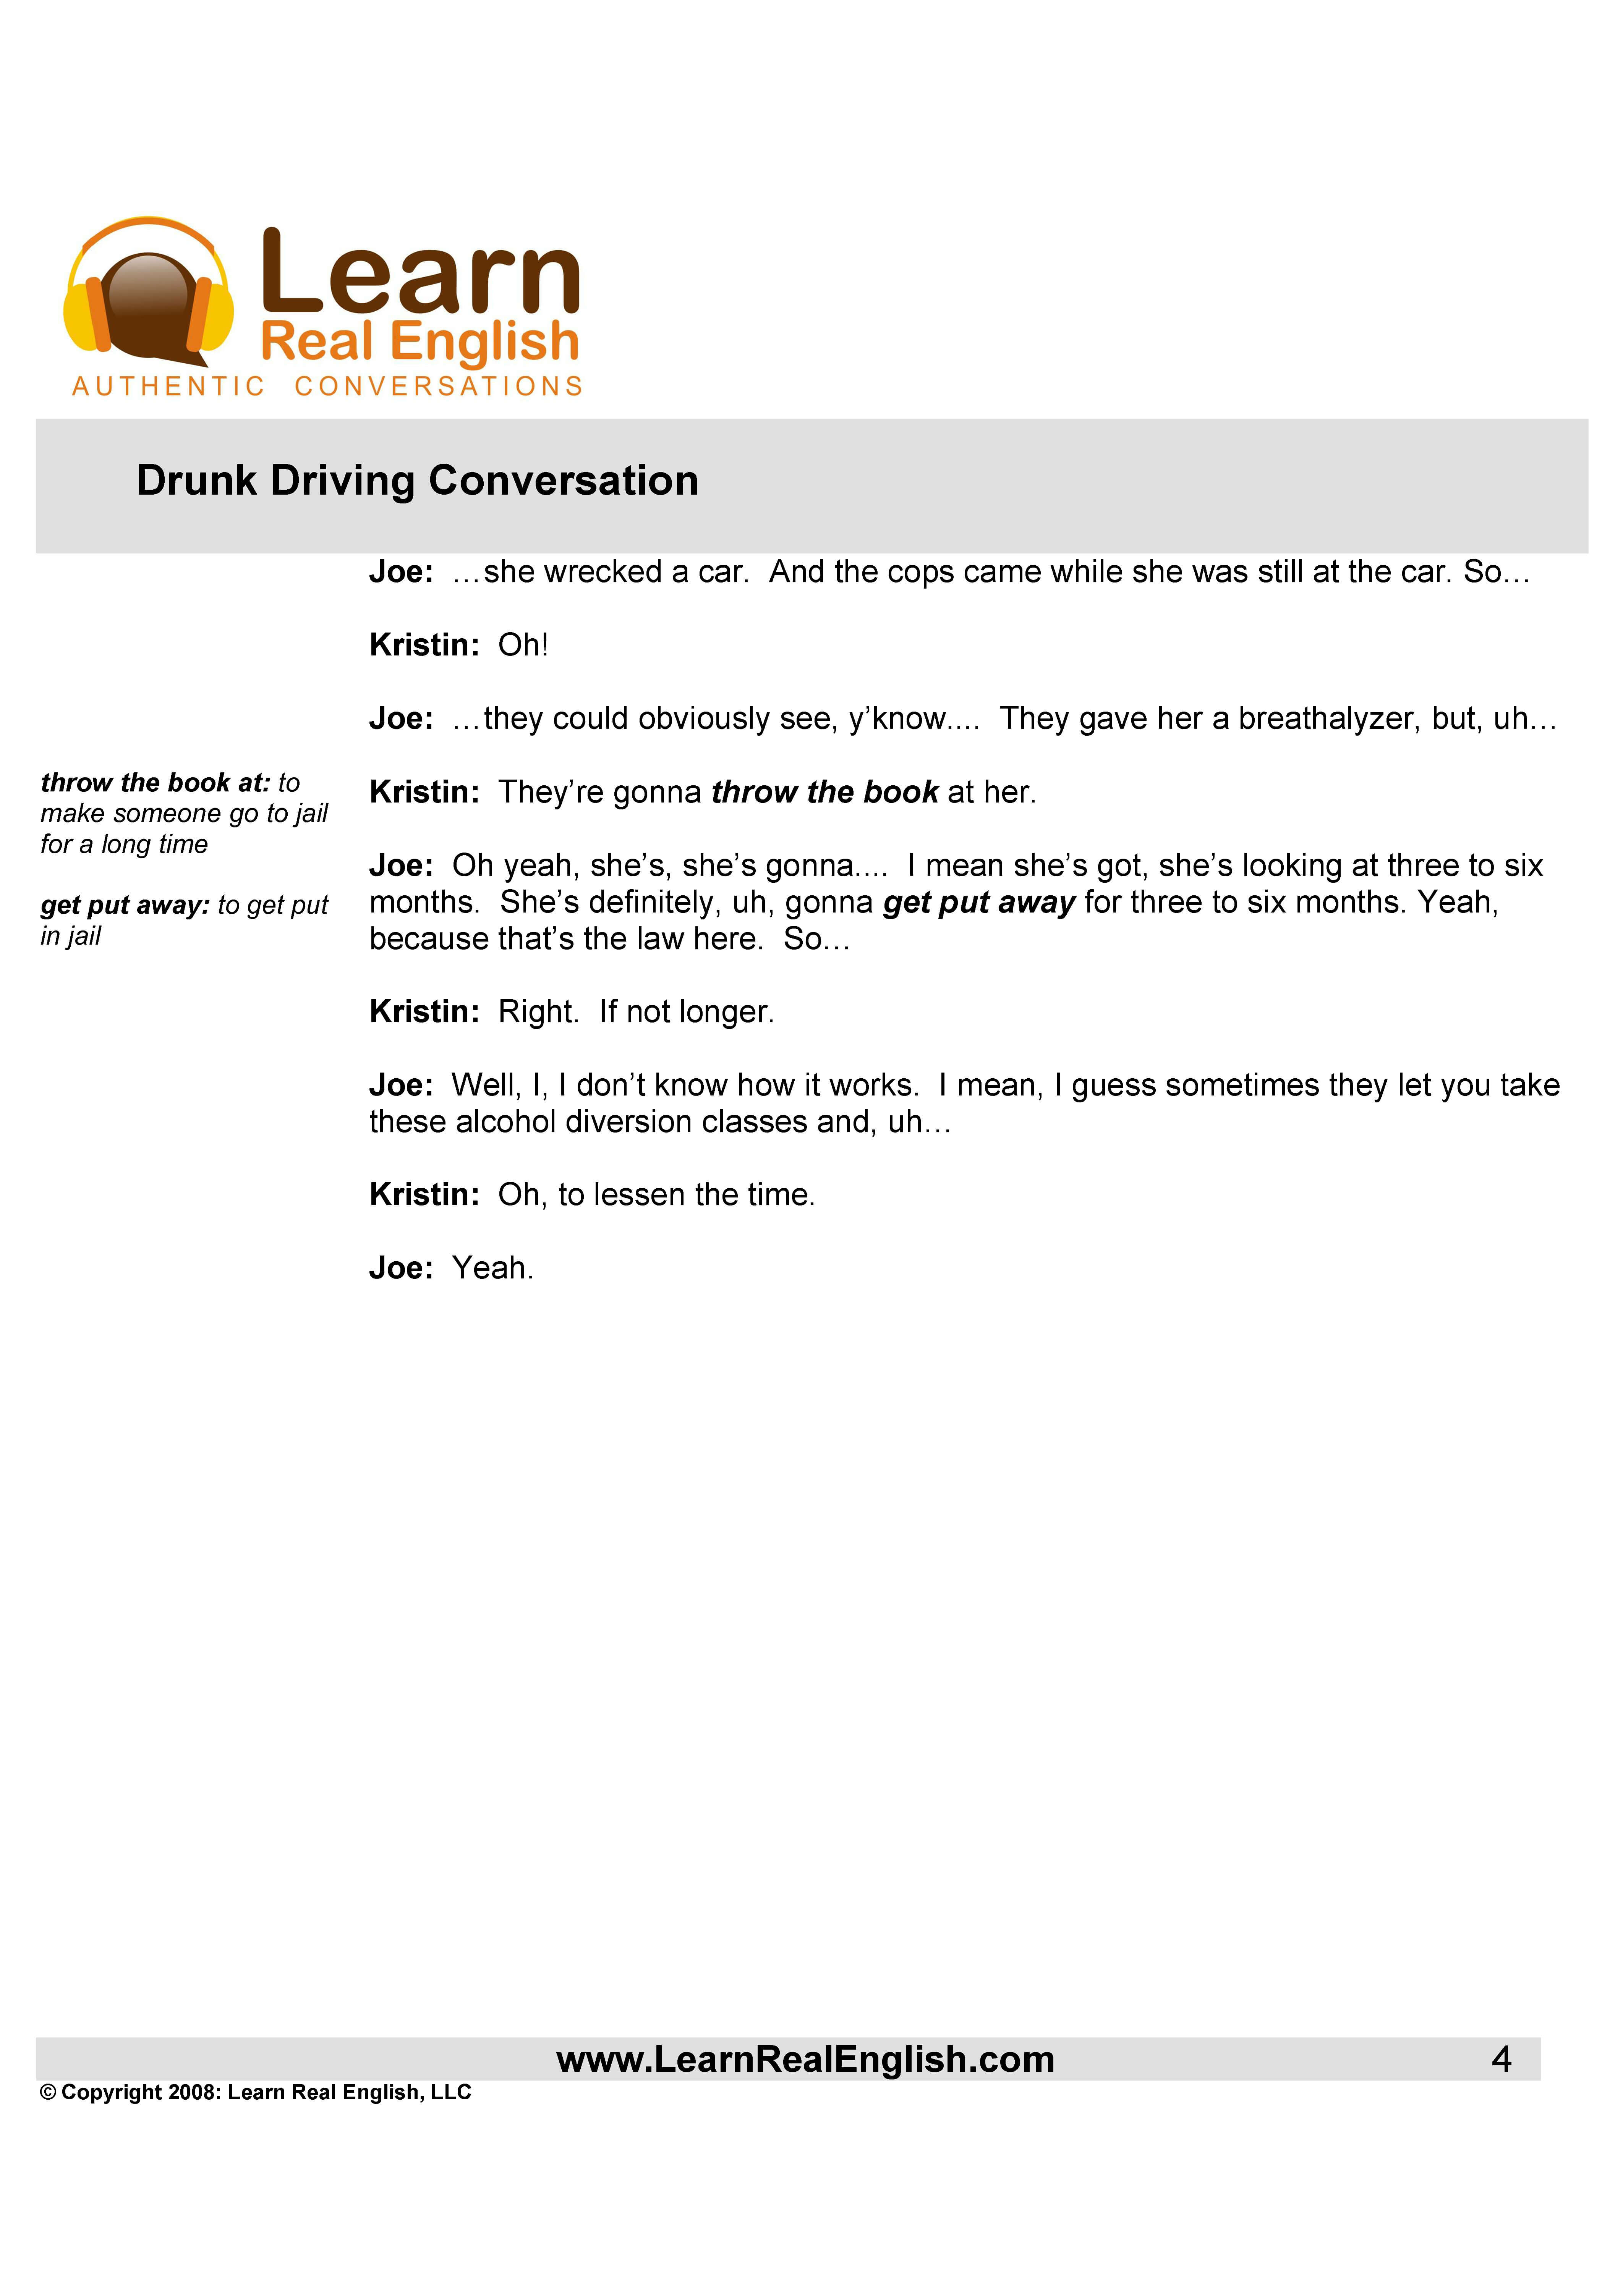 Learn
Real English
AUTHENTIC CONVERSATIONS
Drunk Driving Conversation
Joe: …she wrecked a car. And the cops came while she was still at the car. So…
Kristin: Oh!
Joe: …they could obviously see, y’know.... They gave her a breathalyzer, but, uh…
throw the book at: to
make someone go to jail
for a long time
Kristin: They’re gonna throw the book at her.
get put away: to get put
in jail
Joe: Oh yeah, she’s, she’s gonna.... I mean she’s got, she’s looking at three to six
months. She’s definitely, uh, gonna get put away for three to six months. Yeah,
because that’s the law here. So…
Kristin: Right. If not longer.
Joe: Well, I, I don’t know how it works. I mean, I guess sometimes they let you take
these alcohol diversion classes and, uh…
Kristin: Oh, to lessen the time.
Joe: Yeah.
www.LearnRealEnglish.com 4
© Copyright 2008: Learn Real English, LLC